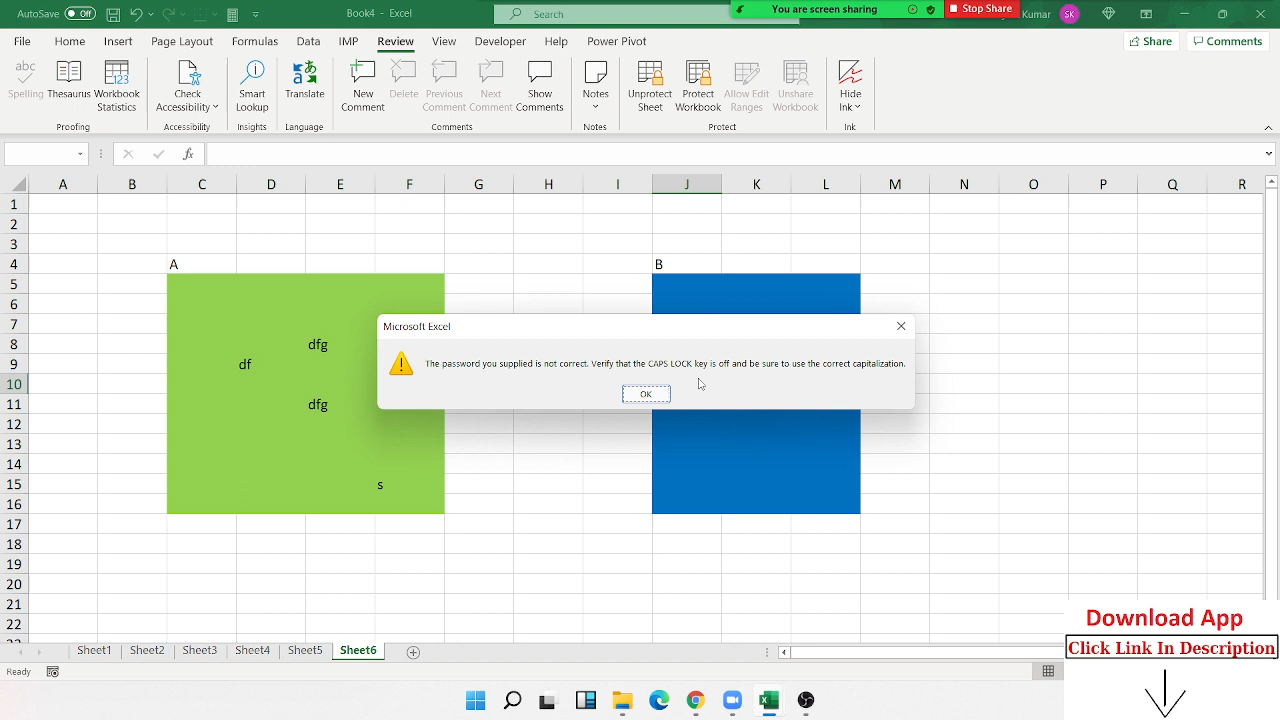 AutoSave Off Book4 - Excel Search You are screen sharing Stop Share Kumar SK
File Home Insert Page Layout Formulas Data IMP Review View Developer Help Power Pivot Share Comments
abc
123
Spelling Thesaurus Workbook Statistics
Check Accessibility
Smart Lookup
Translate
New Comment Delete Previous Comment Next Comment Show Comments
Notes
Unprotect Sheet Protect Workbook Allow Edit Ranges Unshare Workbook
Hide Ink
Proofing Accessibility Insights Language Comments Notes Protect Ink
fx
A B C D E F G H I J K L M N O P Q R
1
2
3
4 A B
5
6
7
8 dfg
9 df
10
11 dfg
12
13
14
15 s
16
17
18
19
20
21
22
Microsoft Excel
The password you supplied is not correct. Verify that the CAPS LOCK key is off and be sure to use the correct capitalization.
OK
Sheet1 Sheet2 Sheet3 Sheet4 Sheet5 Sheet6
Ready
Download App
Click Link In Description